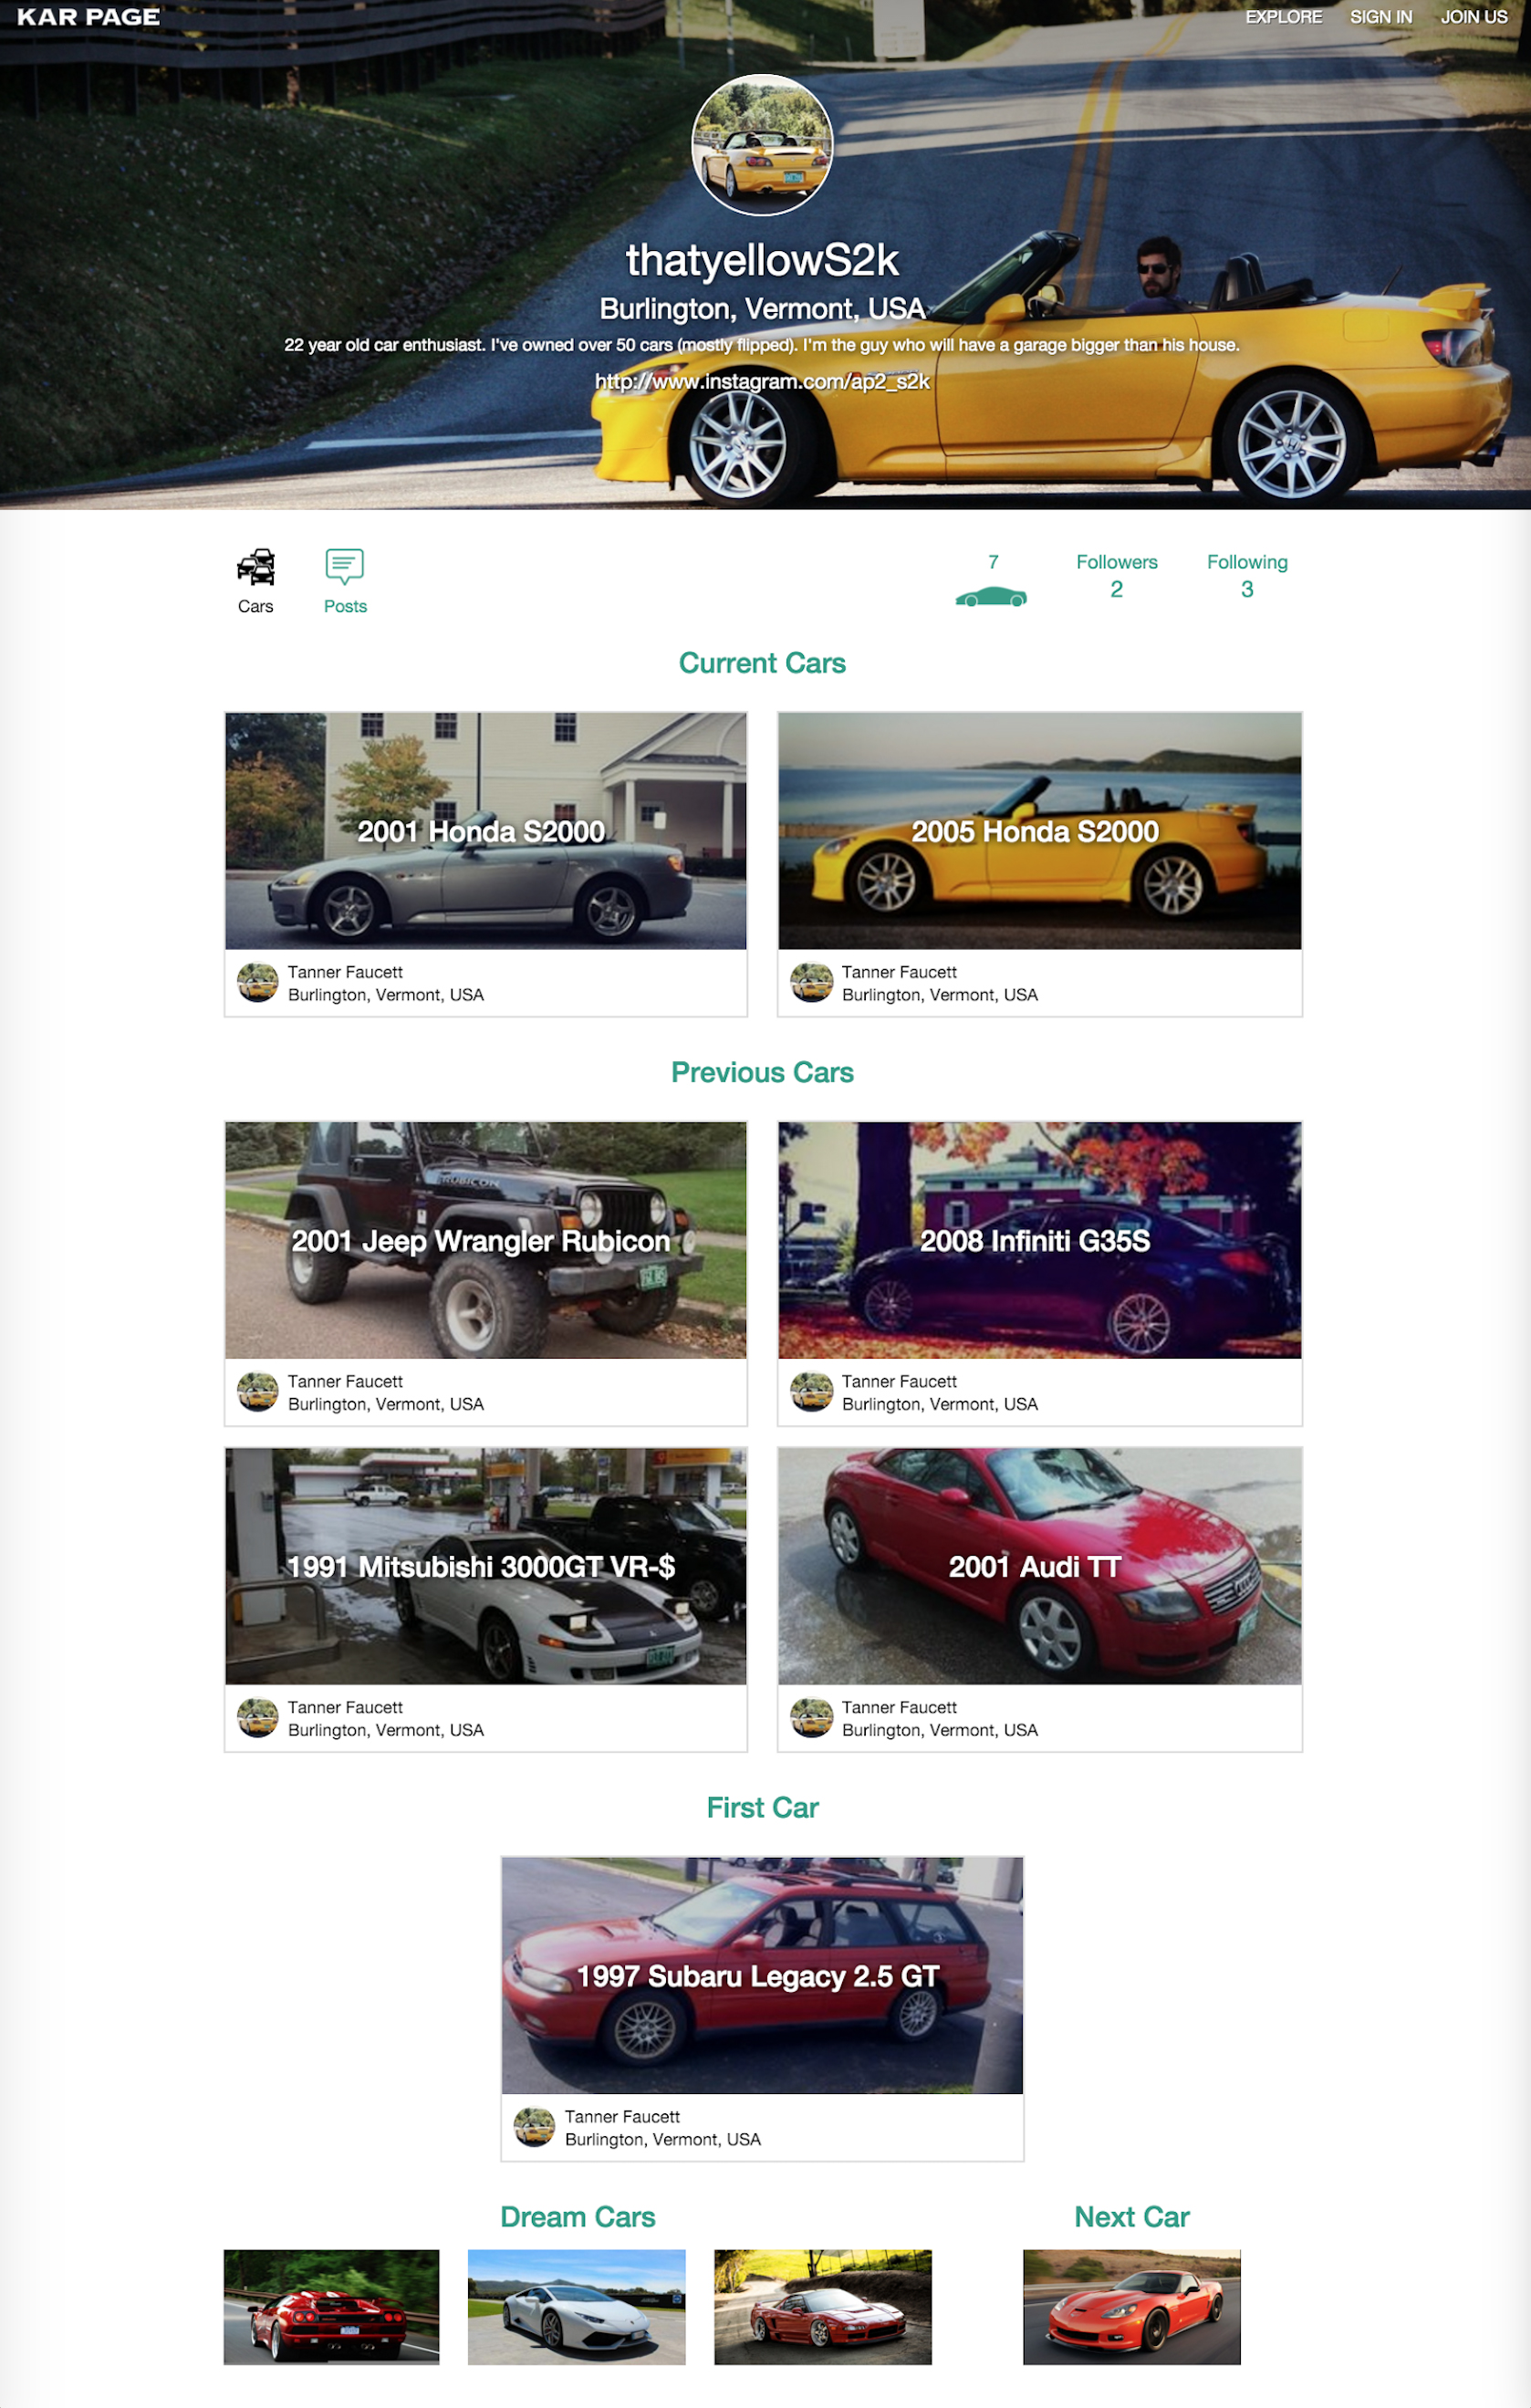 KAR PAGE
EXPLORE SIGN IN JOIN US
thatyellowS2k
Burlington, Vermont, USA
22 year old car enthusiast. I've owned over 50 cars (mostly flipped). I'm the guy who will have a garage bigger than his house.
http://www.instagram.com/ap2_s2k
7 Followers Following
2 3
Cars Posts
Current Cars
2001 Honda S2000
Tanner Faucett
Burlington, Vermont, USA
2005 Honda S2000
Tanner Faucett
Burlington, Vermont, USA
Previous Cars
RUBICON
2001 Jeep Wrangler Rubicon
Tanner Faucett
Burlington, Vermont, USA
2008 Infiniti G35S
Tanner Faucett
Burlington, Vermont, USA
1991 Mitsubishi 3000GT VR-$
Tanner Faucett
Burlington, Vermont, USA
2001 Audi TT
Tanner Faucett
Burlington, Vermont, USA
First Car
1997 Subaru Legacy 2.5 GT
Tanner Faucett
Burlington, Vermont, USA
Dream Cars
Next Car